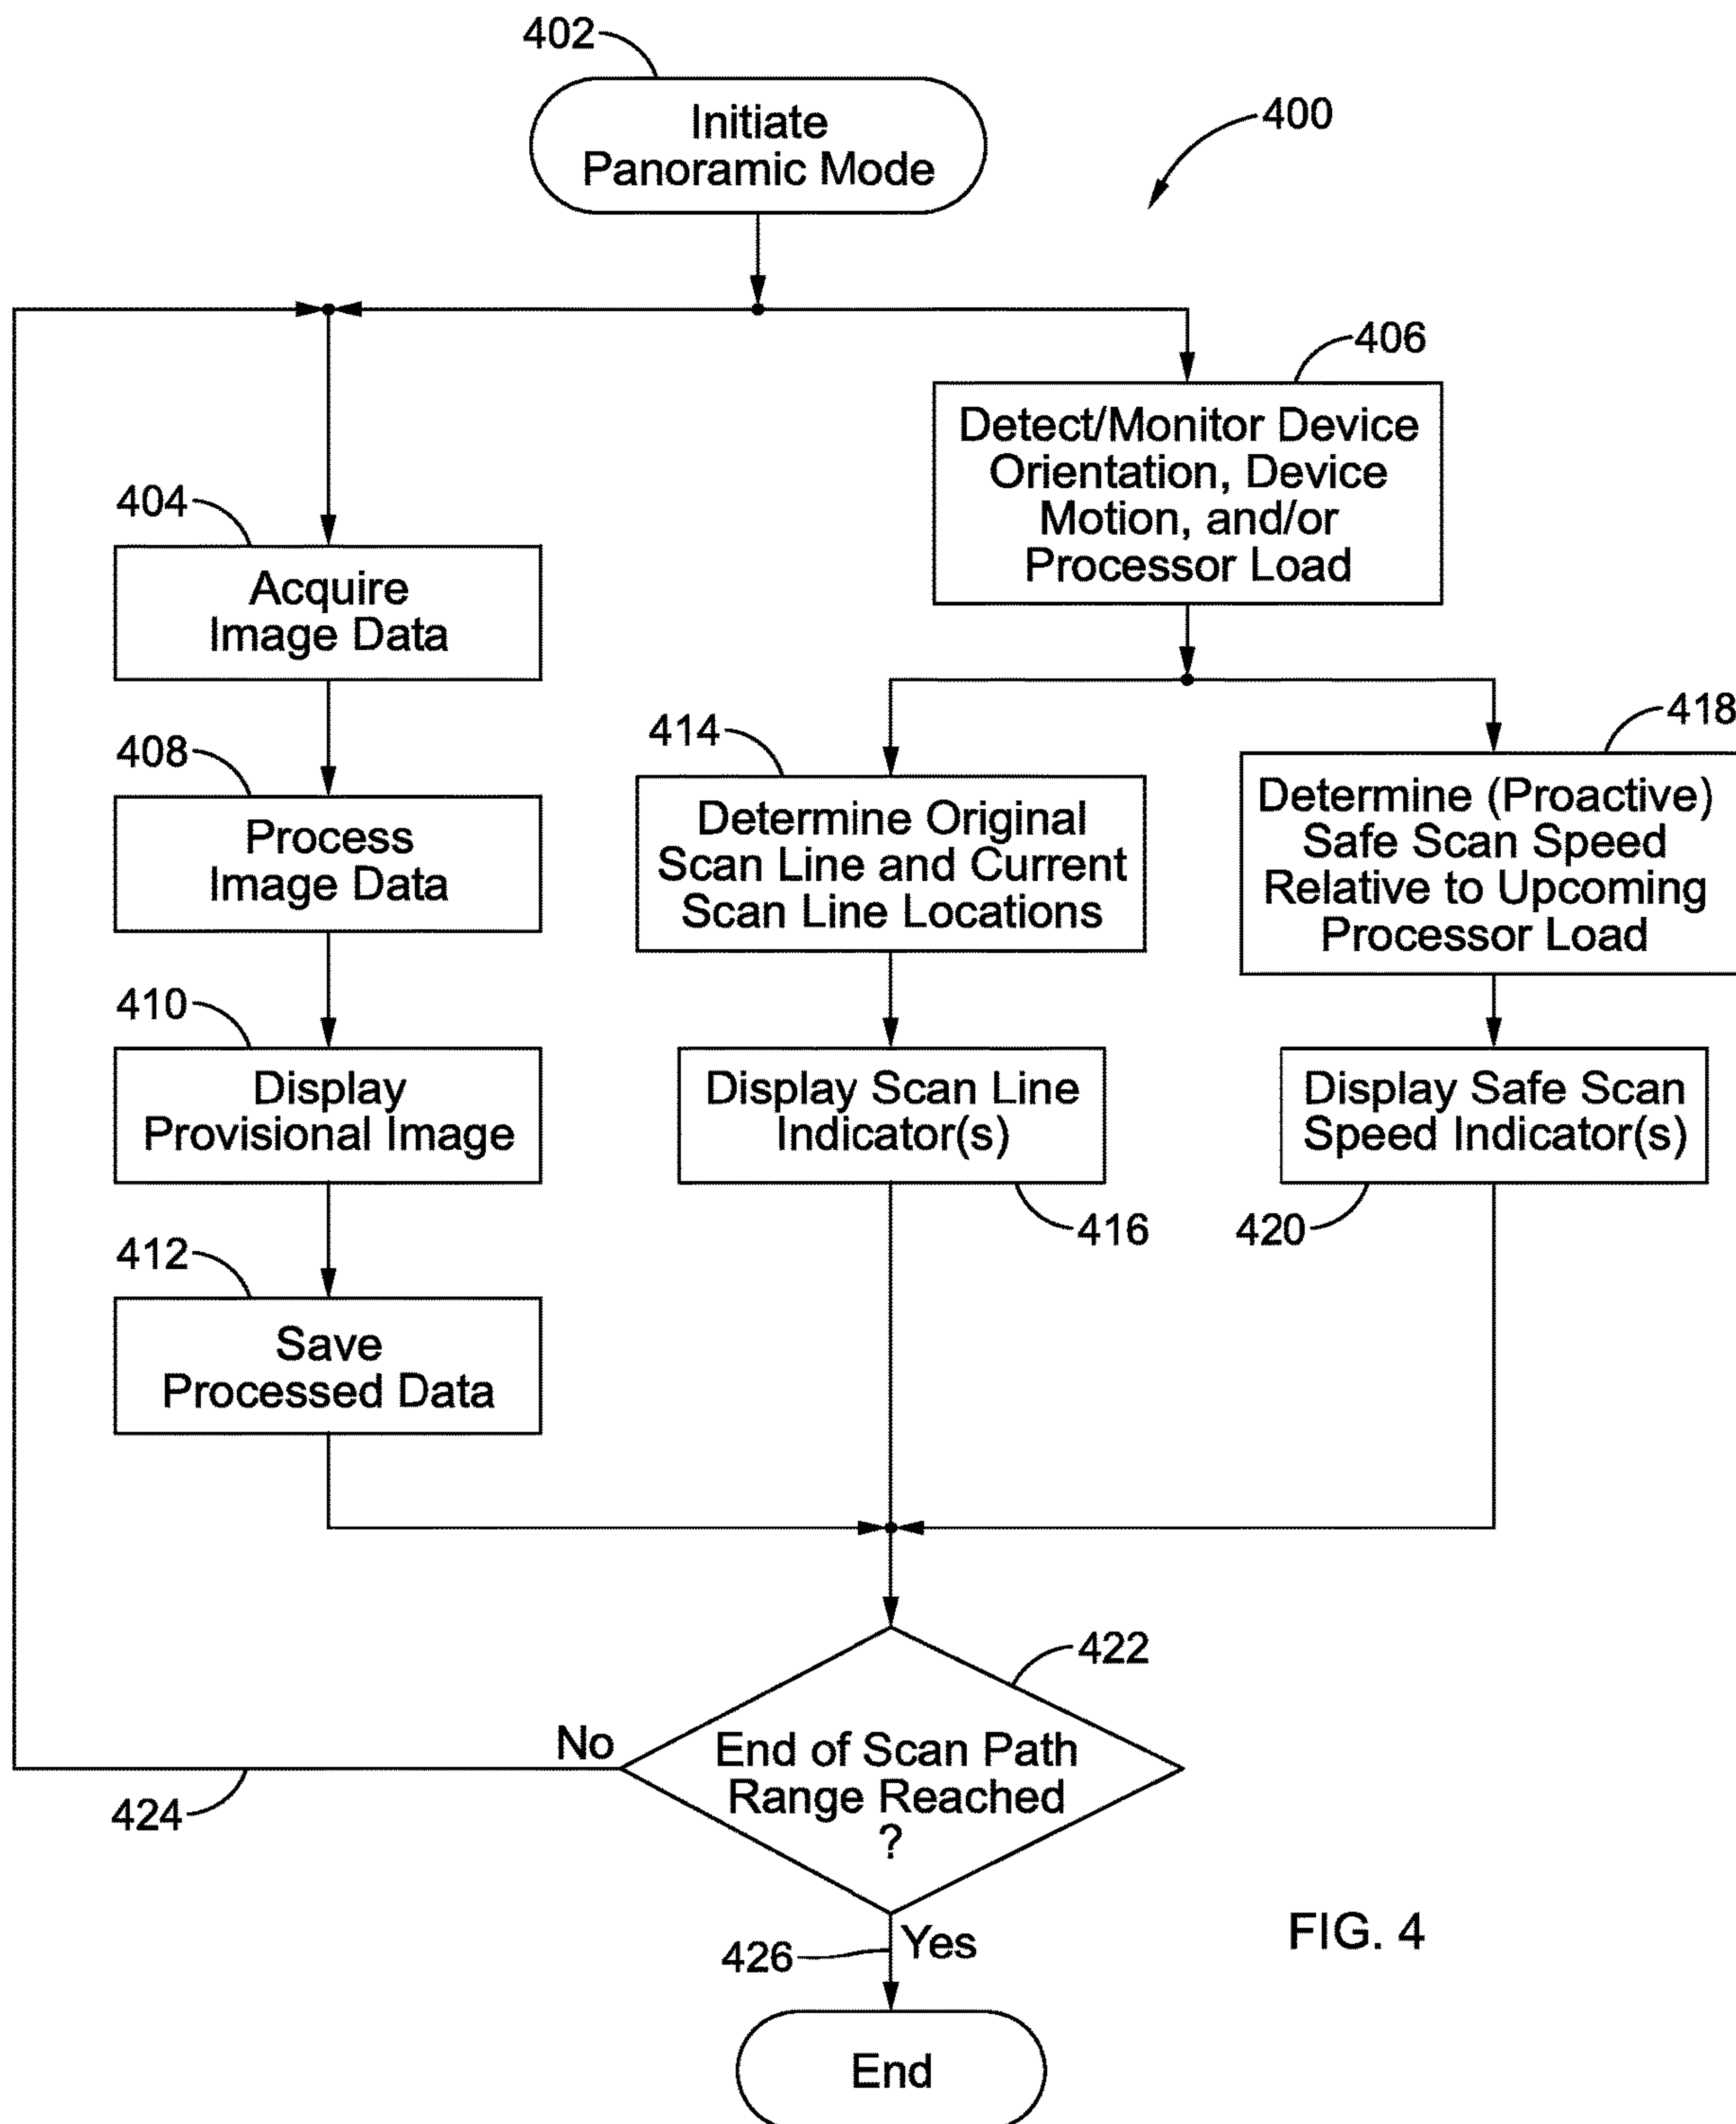 402
Initiate
Panoramic Mode
400
406
Detect/Monitor Device
Orientation, Device
Motion, and/or
Processor Load
404
Acquire
Image Data
414
418
408
Process
Image Data
Determine Original
Scan Line and Current
Scan Line Locations
Determine (Proactive)
Safe Scan Speed
Relative to Upcoming
Processor Load
410
Display
Provisional Image
Display Scan Line
Indicator(s)
416
Display Safe Scan
Speed Indicator(s)
420
412
Save
Processed Data
422
No
End of Scan Path
Range Reached
?
424
426
Yes
FIG. 4
End